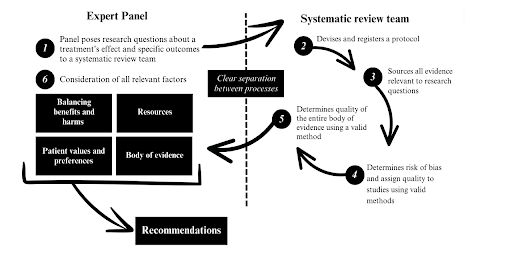 Expert Panel
1
Panel poses research questions about a
treatment's effect and specific outcomes
to a systematic review team
6
Consideration of all relevant factors
Balancing
benefits and
harms
Resources
Patient values and
preferences
Body of evidence
Recommendations
Clear separation
between processes
Systematic review team
2
Devises and registers a protocol
3
Sources all evidence
relevant to research
questions
4
Determines risk of bias
and assign quality to
studies using valid
methods
5
Determines quality of
the entire body of
evidence using a valid
method